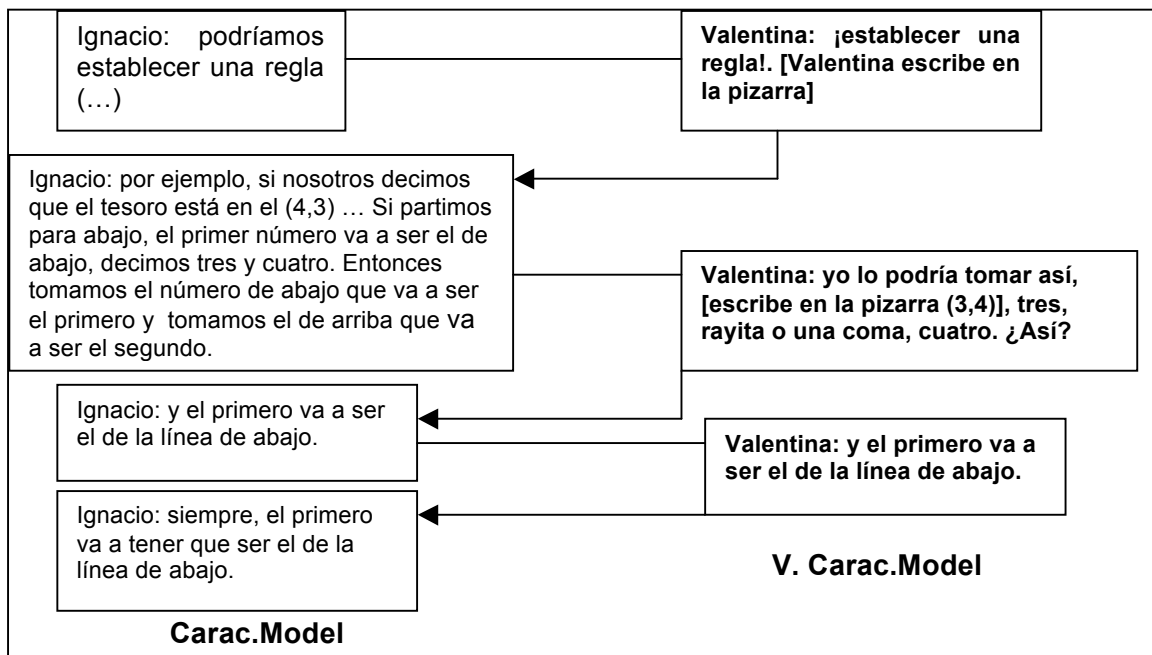 Ignacio: podríamos
establecer una regla
(…)
Valentina: ¡establecer una
regla!. [Valentina escribe en
la pizarra]
Ignacio: por ejemplo, si nosotros decimos
que el tesoro está en el (4,3) … Si partimos
para abajo, el primer número va a ser el de
abajo, decimos tres y cuatro. Entonces
tomamos el número de abajo que va a ser
el primero y tomamos el de arriba que va
a ser el segundo.
Valentina: yo lo podría tomar así,
[escribe en la pizarra (3,4)], tres,
rayita o una coma, cuatro. ¿Así?
Ignacio: y el primero va a ser
el de la línea de abajo.
Valentina: y el primero va a
ser el de la línea de abajo.
Ignacio: siempre, el primero
va a tener que ser el de la
línea de abajo.
V. Carac.Model
Carac.Model